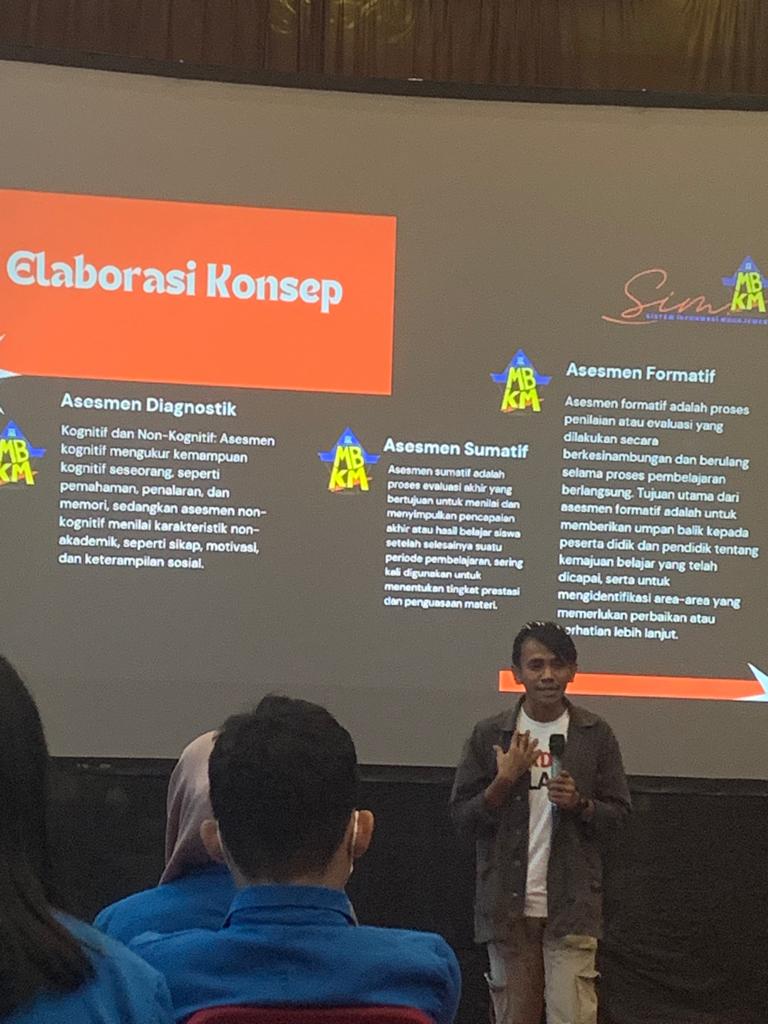 Elaborasi Konsep
Sim
MB
KM
Asesmen Diagnostik
MB
KM
Kognitif dan Non-Kognitif: Asesmen
kognitif mengukur kemampuan
kognitif seseorang, seperti
pemahaman, penalaran, dan
memori, sedangkan asesmen non-
kognitif menilai karakteristik non-
akademik, seperti sikap, motivasi,
dan keterampilan sosial.
MB
KM
Asesmen Sumatif
Asesmen sumatif adalah
proses evaluasi akhir yang
bertujuan untuk menilai dan
menyimpulkan pencapaian
akhir atau hasil belajar siswa
setelah selesainya suatu
periode pembelajaran, sering
kali digunakan untuk
menentukan tingkat prestasi
dan penguasaan materi.
MB
KM
Asesmen Formatif
Asesmen formatif adalah proses
penilaian atau evaluasi yang
dilakukan secara
berkesinambungan dan berulang
selama proses pembelajaran
berlangsung. Tujuan utama dari
asesmen formatif adalah untuk
memberikan umpan balik kepada
peserta didik dan pendidik tentang
kemajuan belajar yang telah
dicapai, serta untuk
mengidentifikasi area-area yang
memerlukan perbaikan atau
perhatian lebih lanjut.